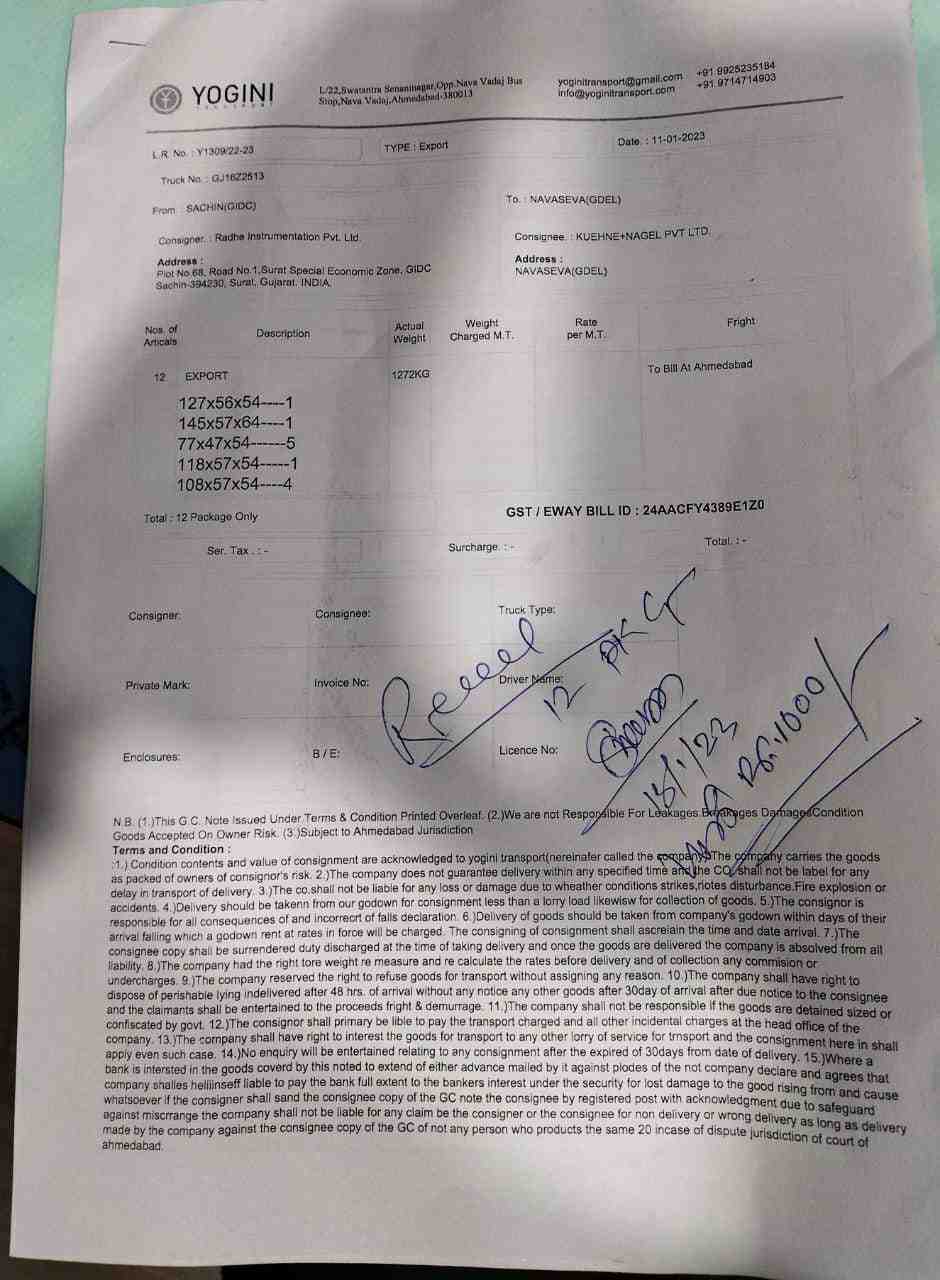 YOGINI
L/22,Swatantra Senaninagar,Opp.Nava Vadaj Bus
Stop,Nava Vadaj,Ahmedabad-380013
yoginitransport@gmail.com
info@yoginitransport.com
+91 9925235184
+91 9714714903
L.R. No. : Y1309/22-23
TYPE : Export
Date. : 11-01-2023
Truck No. : GJ16Z2513
From : SACHIN(GIDC)
To. : NAVASEVA(GDEL)
Consigner. : Radhe Instrumentation Pvt. Ltd.
Consignee. : KUEHNE+NAGEL PVT LTD.
Address :
Plot No.68, Road No.1,Surat Special Economic Zone, GIDC
Sachin-394230, Surat, Gujarat. INDIA.
Address :
NAVASEVA(GDEL)
Nos. of
Articals
Description
Actual
Weight
Weight
Charged M.T.
Rate
per M.T.
Fright
12 EXPORT 1272KG To Bill At Ahmedabad
127x56x54----1
145x57x64----1
77x47x54------5
118x57x54-----1
108x57x54----4
Total : 12 Package Only
GST / EWAY BILL ID : 24AACFY4389E1Z0
Ser. Tax . : -
Surcharge. : -
Total. : -
Consigner:
Consignee:
Truck Type:
Private Mark:
Invoice No:
Driver Name:
12 PKG
Enclosures:
B / E:
Licence No:
13/1/23
Rs.1000/-
N.B. (1.)This G.C. Note Issued Under Terms & Condition Printed Overleaf. (2.)We are not Responsible For Leakages.Breakages Damages Condition
Goods Accepted On Owner Risk. (3.)Subject to Ahmedabad Jurisdiction
Terms and Condition :
:1.) Condition contents and value of consignment are acknowledged to yogini transport(nereinafer called the company)The company carries the goods
as packed of owners of consignor's risk. 2.)The company does not guarantee delivery within any specified time and the CO. shall not be label for any
delay in transport of delivery. 3.)The co.shall not be liable for any loss or damage due to wheather conditions strikes,riotes disturbance.Fire explosion or
accidents. 4.)Delivery should be takenn from our godown for consignment less than a lorry load likewisw for collection of goods. 5.)The consignor is
responsible for all consequences of and incorrecrt of falls declaration. 6.)Delivery of goods should be taken from company's godown within days of their
arrival falling which a godown rent at rates in force will be charged. The consigning of consignment shall ascrelain the time and date arrival. 7.)The
consignee copy shall be surrendered duty discharged at the time of taking delivery and once the goods are delivered the company is absolved from all
liability. 8.)The company had the right tore weight re measure and re calculate the rates before delivery and of collection any commision or
undercharges. 9.)The company reserved the right to refuse goods for transport without assigning any reason. 10.)The company shall have right to
dispose of perishable lying indelivered after 48 hrs. of arrival without any notice any other goods after 30day of arrival after due notice to the consignee
and the claimants shall be entertained to the proceeds fright & demurrage. 11.)The company shall not be responsible if the goods are detained sized or
confiscated by govt. 12.)The consignor shall primary be lible to pay the transport charged and all other incidental charges at the head office of the
company. 13.)The company shall have right to interest the goods for transport to any other lorry of service for trnsport and the consignment here in shall
apply even such case. 14.)No enquiry will be entertained relating to any consignment after the expired of 30days from date of delivery. 15.)Where a
bank is intersted in the goods coverd by this noted to extend of either advance mailed by it against plodes of the not company declare and agrees that
company shalles heliiinseff liable to pay the bank full extent to the bankers interest under the security for lost damage to the good rising from and cause
whatsoever if the consigner shall sand the consignee copy of the GC note the consignee by registered post with acknowledgment due to safeguard
against miscrrange the company shall not be liable for any claim be the consigner or the consignee for non delivery or wrong delivery as long as delivery
made by the company against the consignee copy of the GC of not any person who products the same 20 incase of dispute jurisdiction of court of
ahmedabad.